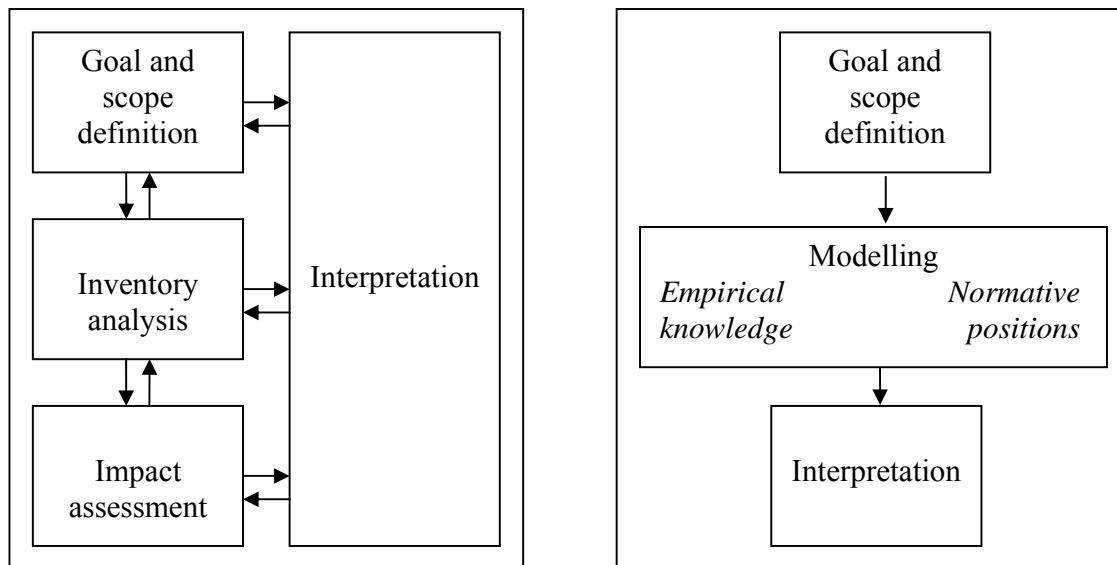 Goal and
scope
definition
Inventory
analysis
Impact
assessment
Interpretation
Goal and
scope
definition
Modelling
Empirical
knowledge
Normative
positions
Interpretation